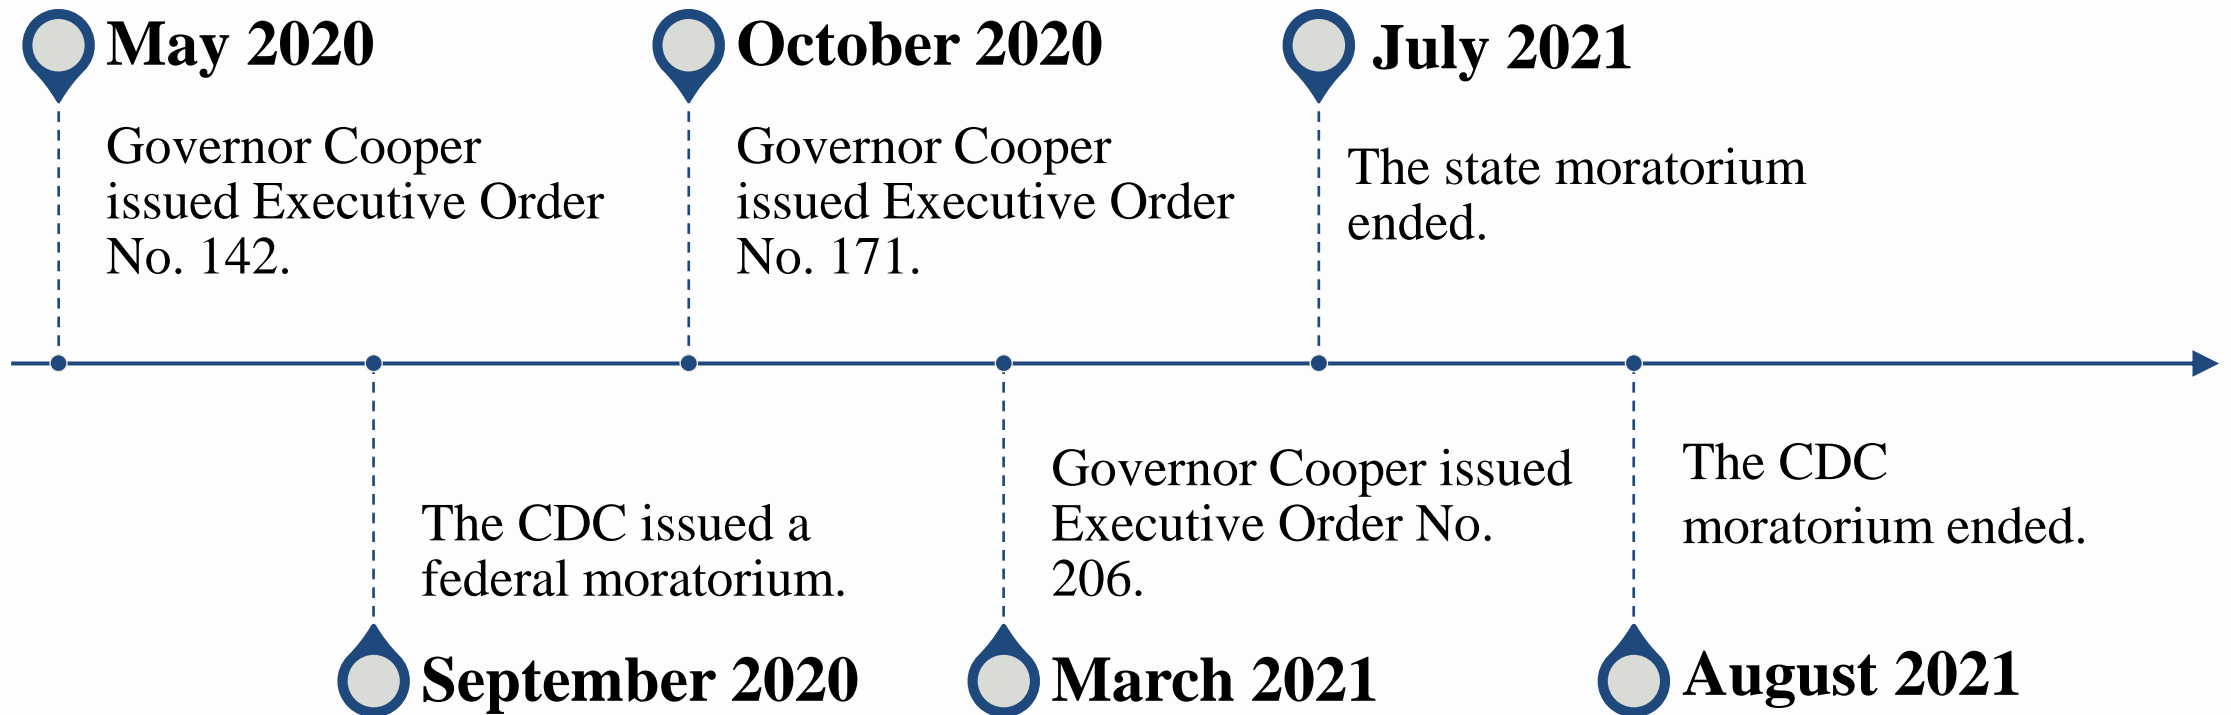 May 2020
Governor Cooper
issued Executive Order
No. 142.
October 2020
Governor Cooper
issued Executive Order
No. 171.
July 2021
The state moratorium
ended.
The CDC issued a
federal moratorium.
September 2020
Governor Cooper issued
Executive Order No.
206.
March 2021
The CDC
moratorium ended.
August 2021